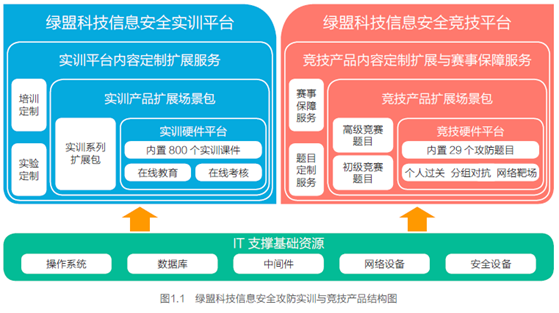 绿盟科技信息安全实训平台
实训平台内容定制扩展服务
培训
定制
实验
定制
实训产品扩展场景包
实训系列
扩展包
实训硬件平台
内置 800 个实训课件
在线教育
在线考核
绿盟科技信息安全竞技平台
竞技产品内容定制扩展与赛事保障服务
赛事
保障
服务
题目
定制
服务
竞技产品扩展场景包
高级竞赛
题目
初级竞赛
题目
竞技硬件平台
内置 29 个攻防题目
个人过关 分组对抗 网络靶场
IT 支撑基础资源
操作系统
数据库
中间件
网络设备
安全设备
图1.1 绿盟科技信息安全攻防实训与竞技产品结构图